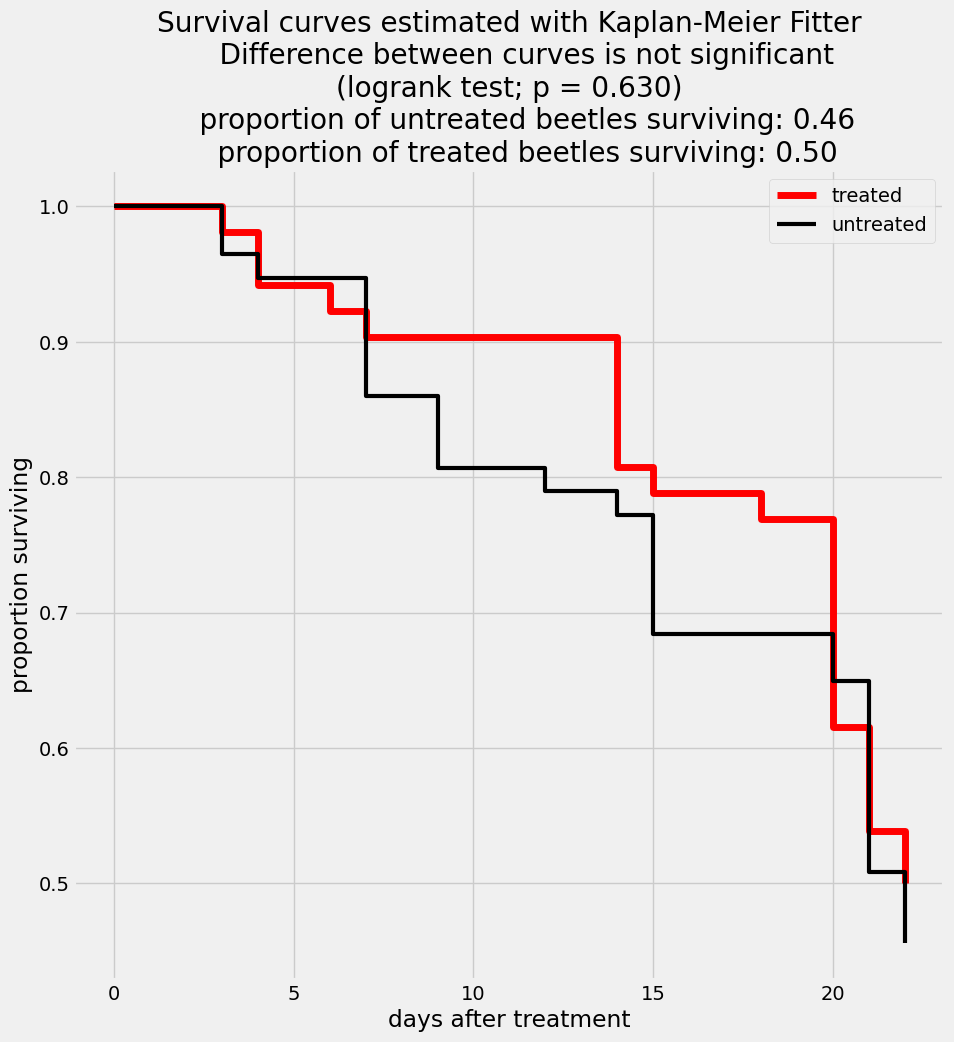 Survival curves estimated with Kaplan-Meier Fitter
Difference between curves is not significant
(logrank test; p = 0.630)
proportion of untreated beetles surviving: 0.46
proportion of treated beetles surviving: 0.50
treated
untreated
1.0
0.9
0.8
0.7
0.6
0.5
proportion surviving
0
5
10
15
20
days after treatment